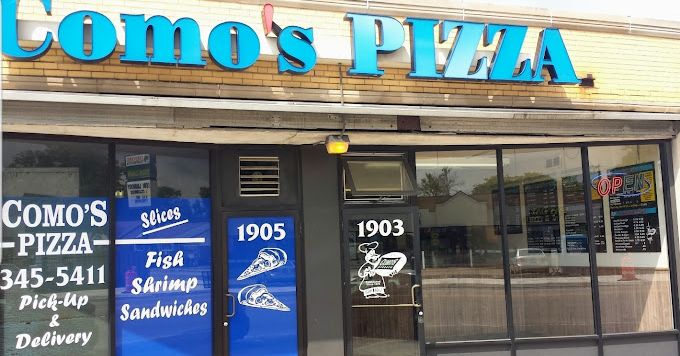 Como's PIZZA
COMO'S
PIZZA
345-5411
Pick-Up
&
Delivery
Slices
Fish
Shrimp
Sandwiches
1905
1903
OPEN